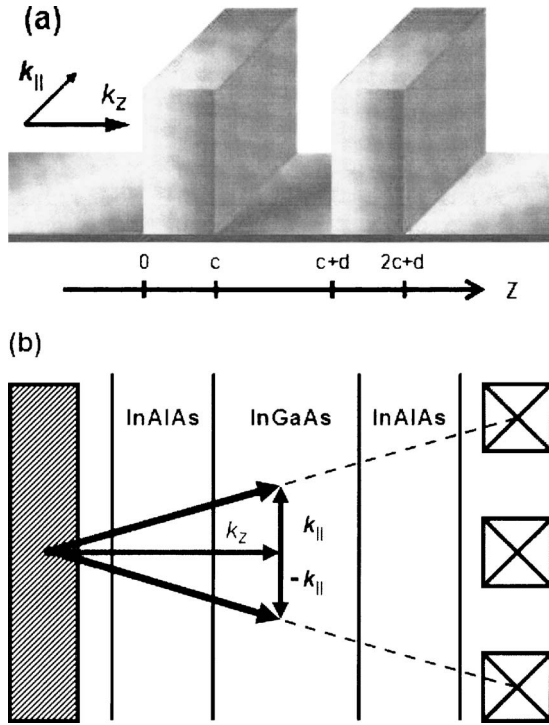 (a)
k||
kz
0 c c+d 2c+d
Z
(b)
InAlAs InGaAs InAlAs
k||
kz
-k||